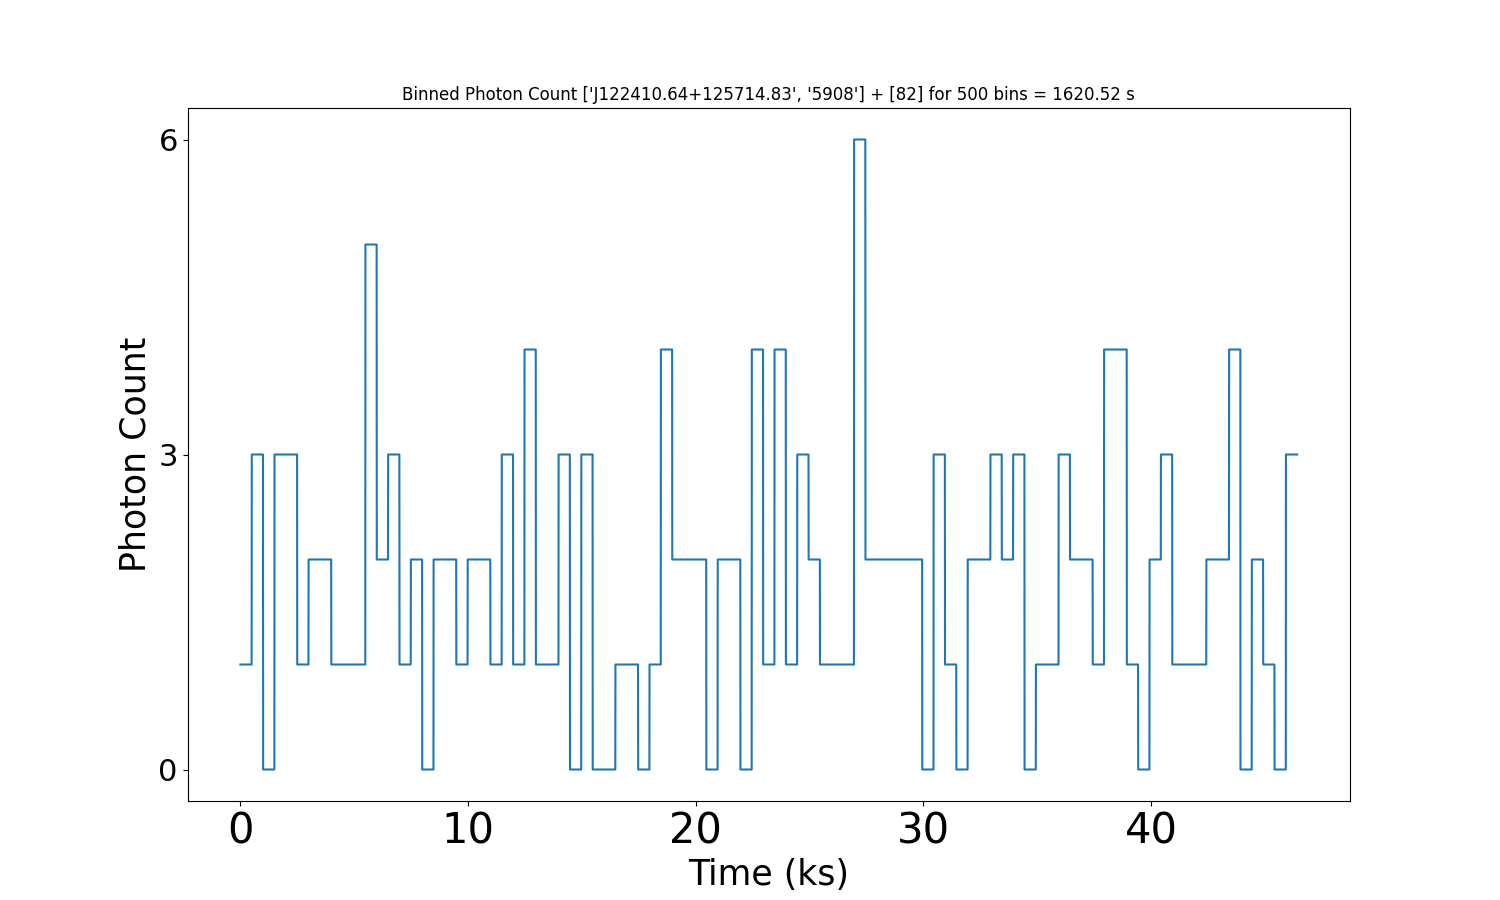 Binned Photon Count ['J122410.64+125714.83', '5908'] + [82] for 500 bins = 1620.52 s
6
3
0
Photon Count
0 10 20 30 40
Time (ks)